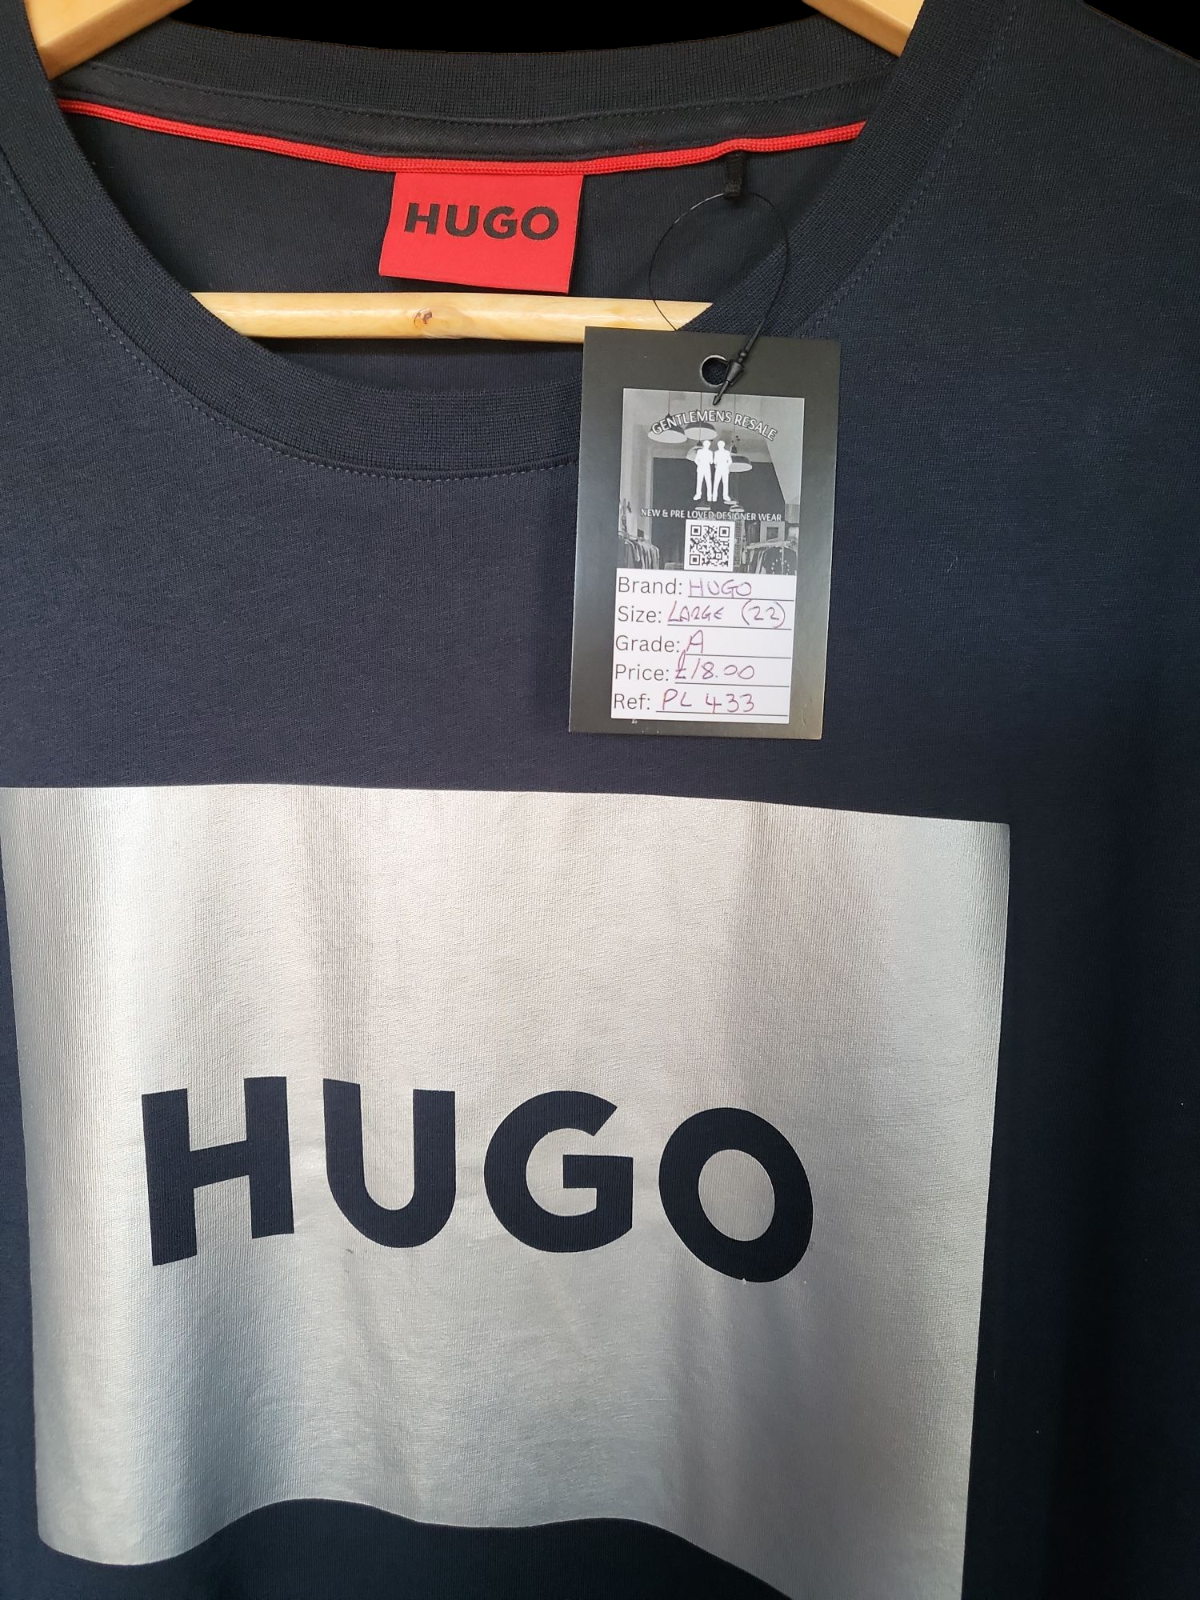 HUGO
GENTLEMENS RESALE
NEW & PRE LOVED DESIGNER WEAR
Brand: HUGO
Size: LARGE (22)
Grade: A
Price: £18.00
Ref: PL 433
HUGO